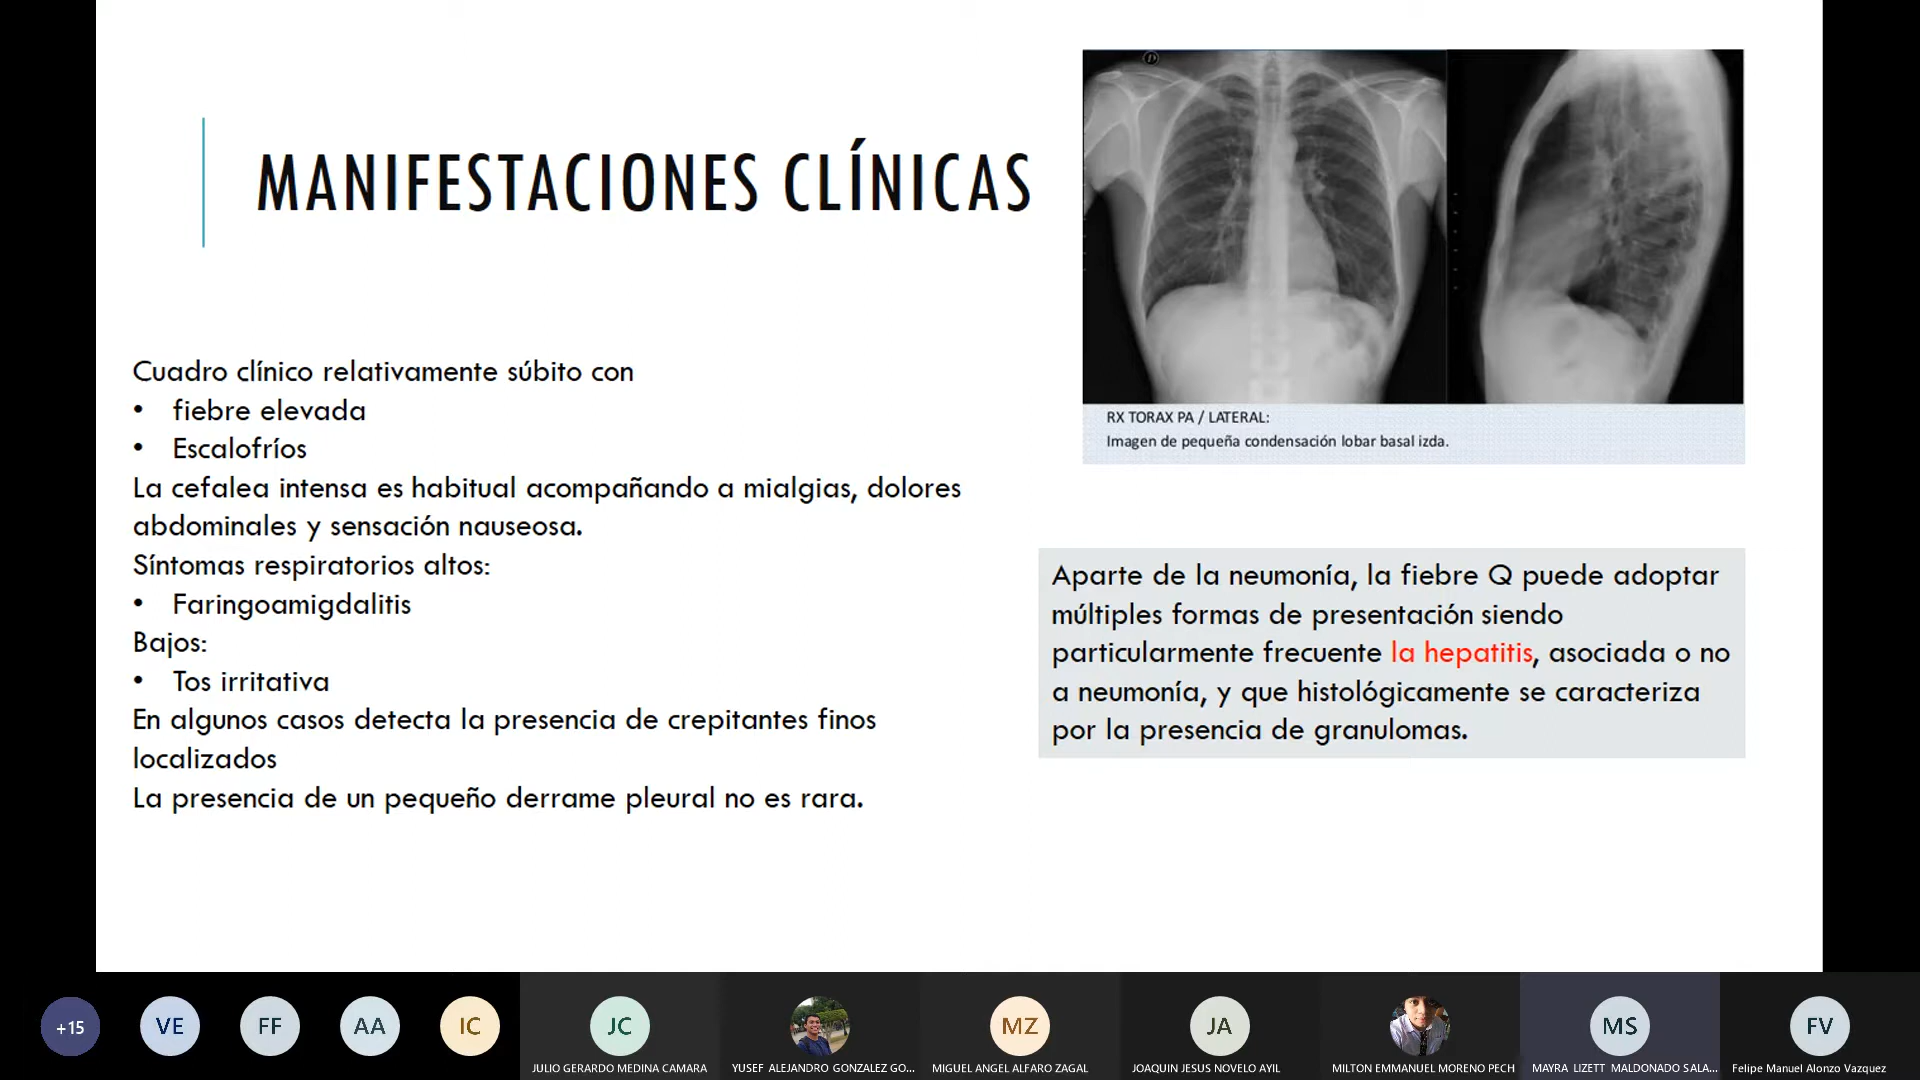 MANIFESTACIONES CLÍNICAS
Cuadro clínico relativamente súbito con
• fiebre elevada
• Escalofríos
La cefalea intensa es habitual acompañando a mialgias, dolores
abdominales y sensación nauseosa.
Síntomas respiratorios altos:
• Faringoamigdalitis
Bajos:
• Tos irritativa
En algunos casos detecta la presencia de crepitantes finos
localizados
La presencia de un pequeño derrame pleural no es rara.
D
RX TORAX PA / LATERAL:
Imagen de pequeña condensación lobar basal izda.
Aparte de la neumonía, la fiebre Q puede adoptar
múltiples formas de presentación siendo
particularmente frecuente la hepatitis, asociada o no
a neumonía, y que histológicamente se caracteriza
por la presencia de granulomas.
+15
VE
FF
AA
IC
JC
MZ
JA
MS
FV
JULIO GERARDO MEDINA CAMARA
YUSEF ALEJANDRO GONZALEZ GO...
MIGUEL ANGEL ALFARO ZAGAL
JOAQUIN JESUS NOVELO AYIL
MILTON EMMANUEL MORENO PECH
MAYRA LIZETT MALDONADO SALA...
Felipe Manuel Alonzo Vazquez